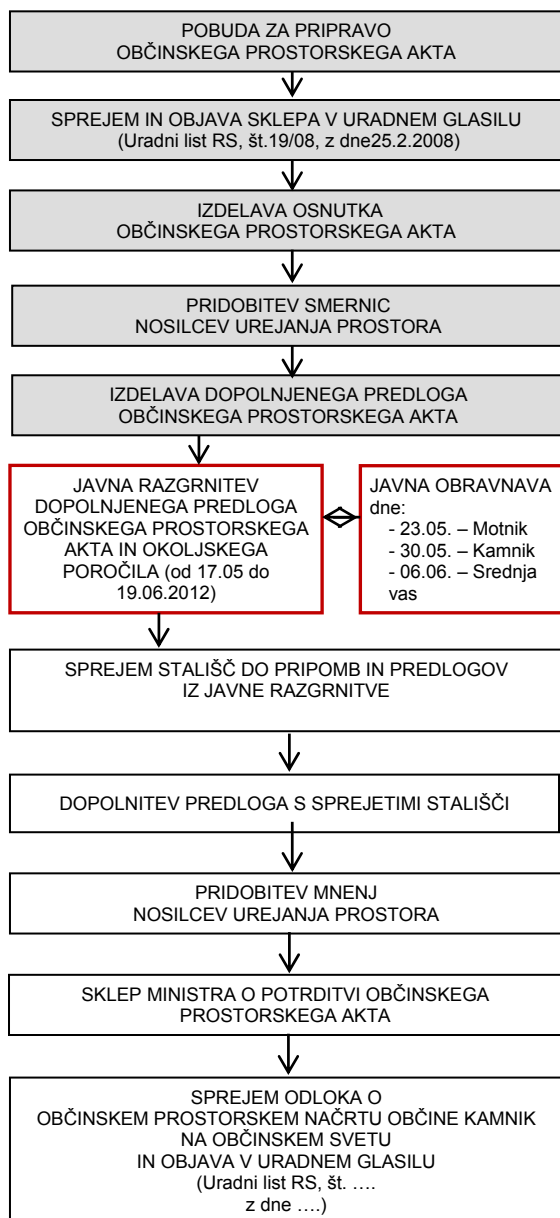 POBUDA ZA PRIPRAVO
OBČINSKEGA PROSTORSKEGA AKTA
SPREJEM IN OBJAVA SKLEPA V URADNEM GLASILU
(Uradni list RS, št.19/08, z dne25.2.2008)
IZDELAVA OSNUTKA
OBČINSKEGA PROSTORSKEGA AKTA
PRIDOBITEV SMERNIC
NOSILCEV UREJANJA PROSTORA
IZDELAVA DOPOLNJENEGA PREDLOGA
OBČINSKEGA PROSTORSKEGA AKTA
JAVNA RAZGRNITEV
DOPOLNJENEGA PREDLOGA
OBČINSKEGA PROSTORSKEGA
AKTA IN OKOLJSKEGA
POROČILA (od 17.05 do
19.06.2012)
JAVNA OBRAVNAVA
dne:
- 23.05. – Motnik
- 30.05. – Kamnik
- 06.06. – Srednja
vas
SPREJEM STALIŠČ DO PRIPOMB IN PREDLOGOV
IZ JAVNE RAZGRNITVE
DOPOLNITEV PREDLOGA S SPREJETIMI STALIŠČI
PRIDOBITEV MNENJ
NOSILCEV UREJANJA PROSTORA
SKLEP MINISTRA O POTRDITVI OBČINSKEGA
PROSTORSKEGA AKTA
SPREJEM ODLOKA O
OBČINSKEM PROSTORSKEM NAČRTU OBČINE KAMNIK
NA OBČINSKEM SVETU
IN OBJAVA V URADNEM GLASILU
(Uradni list RS, št. ….
z dne ….)